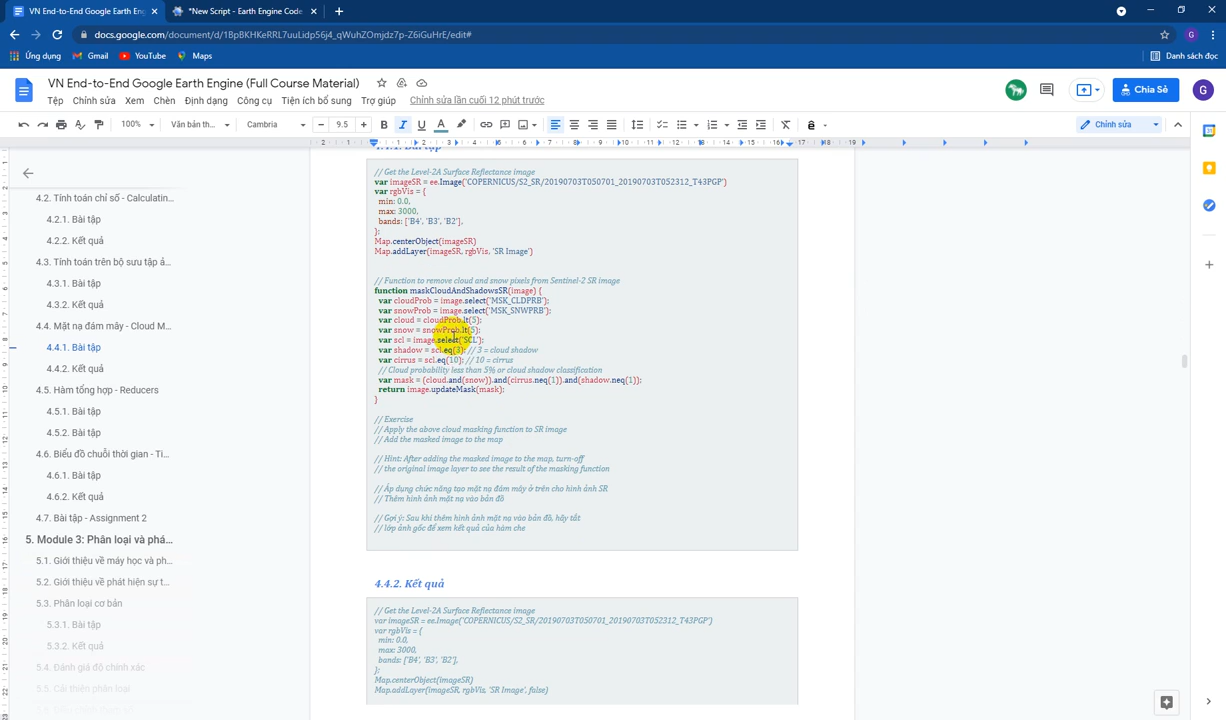 VN End-to-End Google Earth Eng
*New Script - Earth Engine Code
docs.google.com/document/d/1BpBKHKeRRL7uuLidp56j4_qWuhZOmjdz7p-Z6iGuHrE/edit#
Ứng dụng
Gmail
YouTube
Maps
Danh sách đọc
VN End-to-End Google Earth Engine (Full Course Material)
Tệp Chỉnh sửa Xem Chèn Định dạng Công cụ Tiện ích bổ sung Trợ giúp Chỉnh sửa lần cuối 12 phút trước
Chia Sẻ
G
100%
Văn bản th...
Cambria
9.5
Chỉnh sửa
4.2. Tính toán chỉ số - Calculatin...
4.2.1. Bài tập
4.2.2. Kết quả
4.3. Tính toán trên bộ sưu tập ả...
4.3.1. Bài tập
4.3.2. Kết quả
4.4. Mặt nạ đám mây - Cloud M...
4.4.1. Bài tập
4.4.2. Kết quả
4.5. Hàm tổng hợp - Reducers
4.5.1. Bài tập
4.5.2. Bài tập
4.6. Biểu đồ chuỗi thời gian - Ti...
4.6.1. Bài tập
4.6.2. Kết quả
4.7. Bài tập - Assignment 2
5. Module 3: Phân loại và phá...
5.1. Giới thiệu về máy học và ph...
5.2. Giới thiệu về phát hiện sự t...
5.3. Phân loại cơ bản
5.3.1. Bài tập
5.3.2. Kết quả
5.4. Đánh giá độ chính xác
5.5. Cải thiện phân loại
4.4.1. Bài tập
// Get the Level-2A Surface Reflectance image
var imageSR = ee.Image('COPERNICUS/S2_SR/20190703T050701_20190703T052312_T43PGP')
var rgbVis = {
min: 0.0,
max: 3000,
bands: ['B4', 'B3', 'B2'],
};
Map.centerObject(imageSR)
Map.addLayer(imageSR, rgbVis, 'SR Image')
// Function to remove cloud and snow pixels from Sentinel-2 SR image
function maskCloudAndShadowsSR(image) {
var cloudProb = image.select('MSK_CLDPRB');
var snowProb = image.select('MSK_SNWPRB');
var cloud = cloudProb.lt(5);
var snow = snowProb.lt(5);
var scl = image.select('SCL');
var shadow = scl.eq(3); // 3 = cloud shadow
var cirrus = scl.eq(10); // 10 = cirrus
// Cloud probability less than 5% or cloud shadow classification
var mask = (cloud.and(snow)).and(cirrus.neq(1)).and(shadow.neq(1));
return image.updateMask(mask);
}
// Exercise
// Apply the above cloud masking function to SR image
// Add the masked image to the map
// Hint: After adding the masked image to the map, turn-off
// the original image layer to see the result of the masking function
// Áp dụng chức năng tạo mặt nạ đám mây ở trên cho hình ảnh SR
// Thêm hình ảnh mặt nạ vào bản đồ
// Gợi ý: Sau khi thêm hình ảnh mặt nạ vào bản đồ, hãy tắt
// lớp ảnh gốc để xem kết quả của hàm che
4.4.2. Kết quả
// Get the Level-2A Surface Reflectance image
var imageSR = ee.Image('COPERNICUS/S2_SR/20190703T050701_20190703T052312_T43PGP')
var rgbVis = {
min: 0.0,
max: 3000,
bands: ['B4', 'B3', 'B2'],
};
Map.centerObject(imageSR)
Map.addLayer(imageSR, rgbVis, 'SR Image', false)